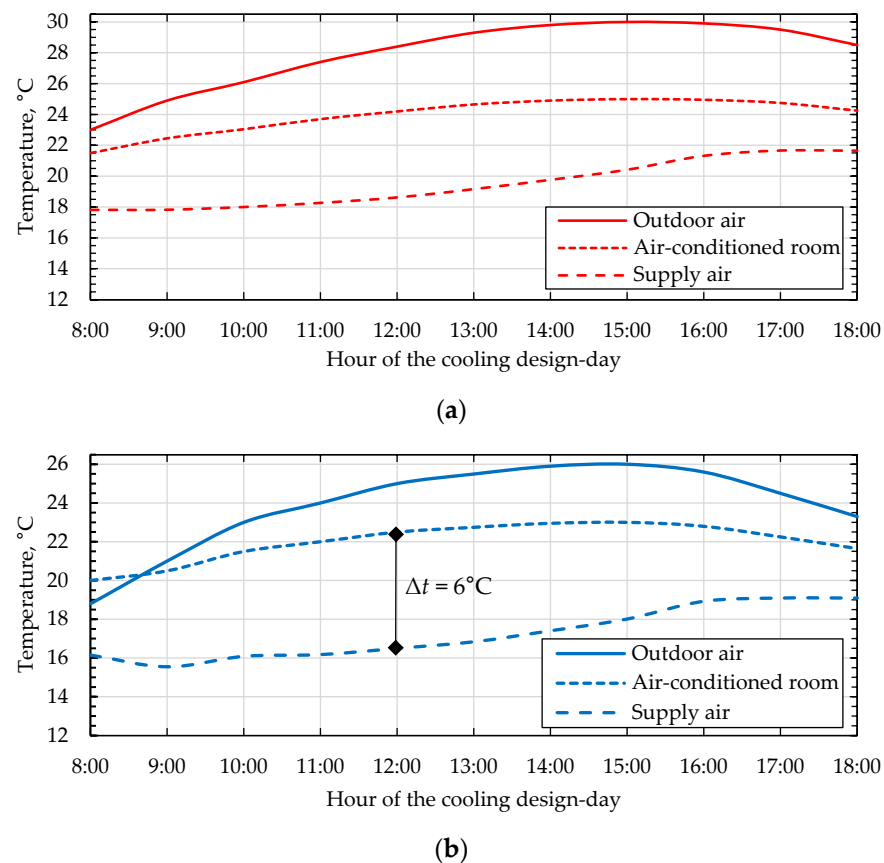 30
28
26
24
22
20
18
16
14
12
Temperature, °C
Outdoor air
Air-conditioned room
Supply air
8:00 9:00 10:00 11:00 12:00 13:00 14:00 15:00 16:00 17:00 18:00
Hour of the cooling design-day
(a)
26
24
22
20
18
16
14
12
Temperature, °C
Δt = 6°C
Outdoor air
Air-conditioned room
Supply air
8:00 9:00 10:00 11:00 12:00 13:00 14:00 15:00 16:00 17:00 18:00
Hour of the cooling design-day
(b)